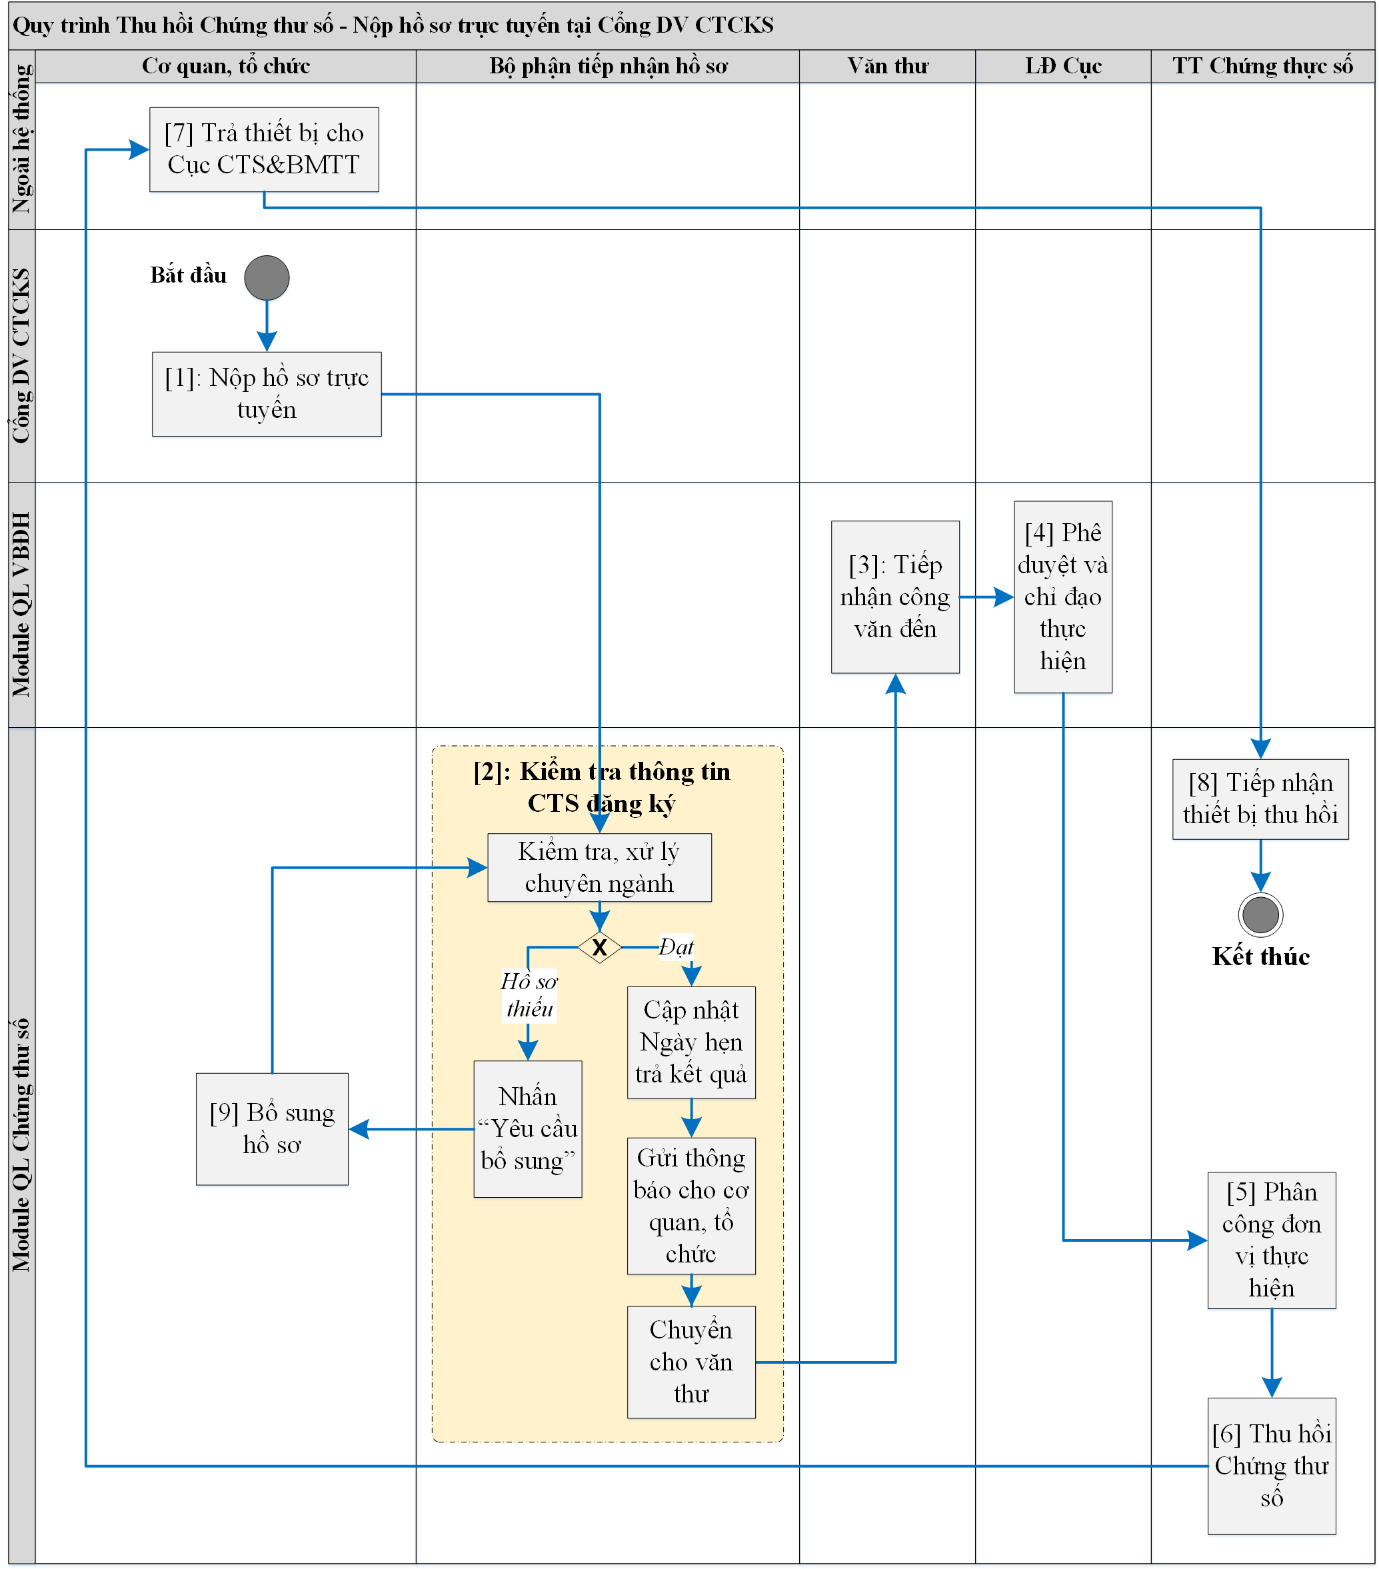 Quy trình Thu hồi Chứng thư số - Nộp hồ sơ trực tuyến tại Cổng DV CTCKS
Cơ quan, tổ chức
Bộ phận tiếp nhận hồ sơ
Văn thư
LĐ Cục
TT Chứng thực số
Ngoài hệ thống
[7] Trả thiết bị cho
Cục CTS&BMTT
Cổng DV CTCKS
Bắt đầu
[1]: Nộp hồ sơ trực
tuyến
Module QL VBĐH
[3]: Tiếp
nhận công
văn đến
[4] Phê
duyệt và
chỉ đạo
thực
hiện
Module QL Chứng thư số
[2]: Kiểm tra thông tin
CTS đăng ký
Kiểm tra, xử lý
chuyên ngành
X
Đạt
Hồ sơ
thiếu
Cập nhật
Ngày hẹn
trả kết quả
Nhấn
“Yêu cầu
bổ sung”
[9] Bổ sung
hồ sơ
Gửi thông
báo cho cơ
quan, tổ
chức
Chuyển
cho văn
thư
[8] Tiếp nhận
thiết bị thu hồi
Kết thúc
[5] Phân
công đơn
vị thực
hiện
[6] Thu hồi
Chứng thư
số